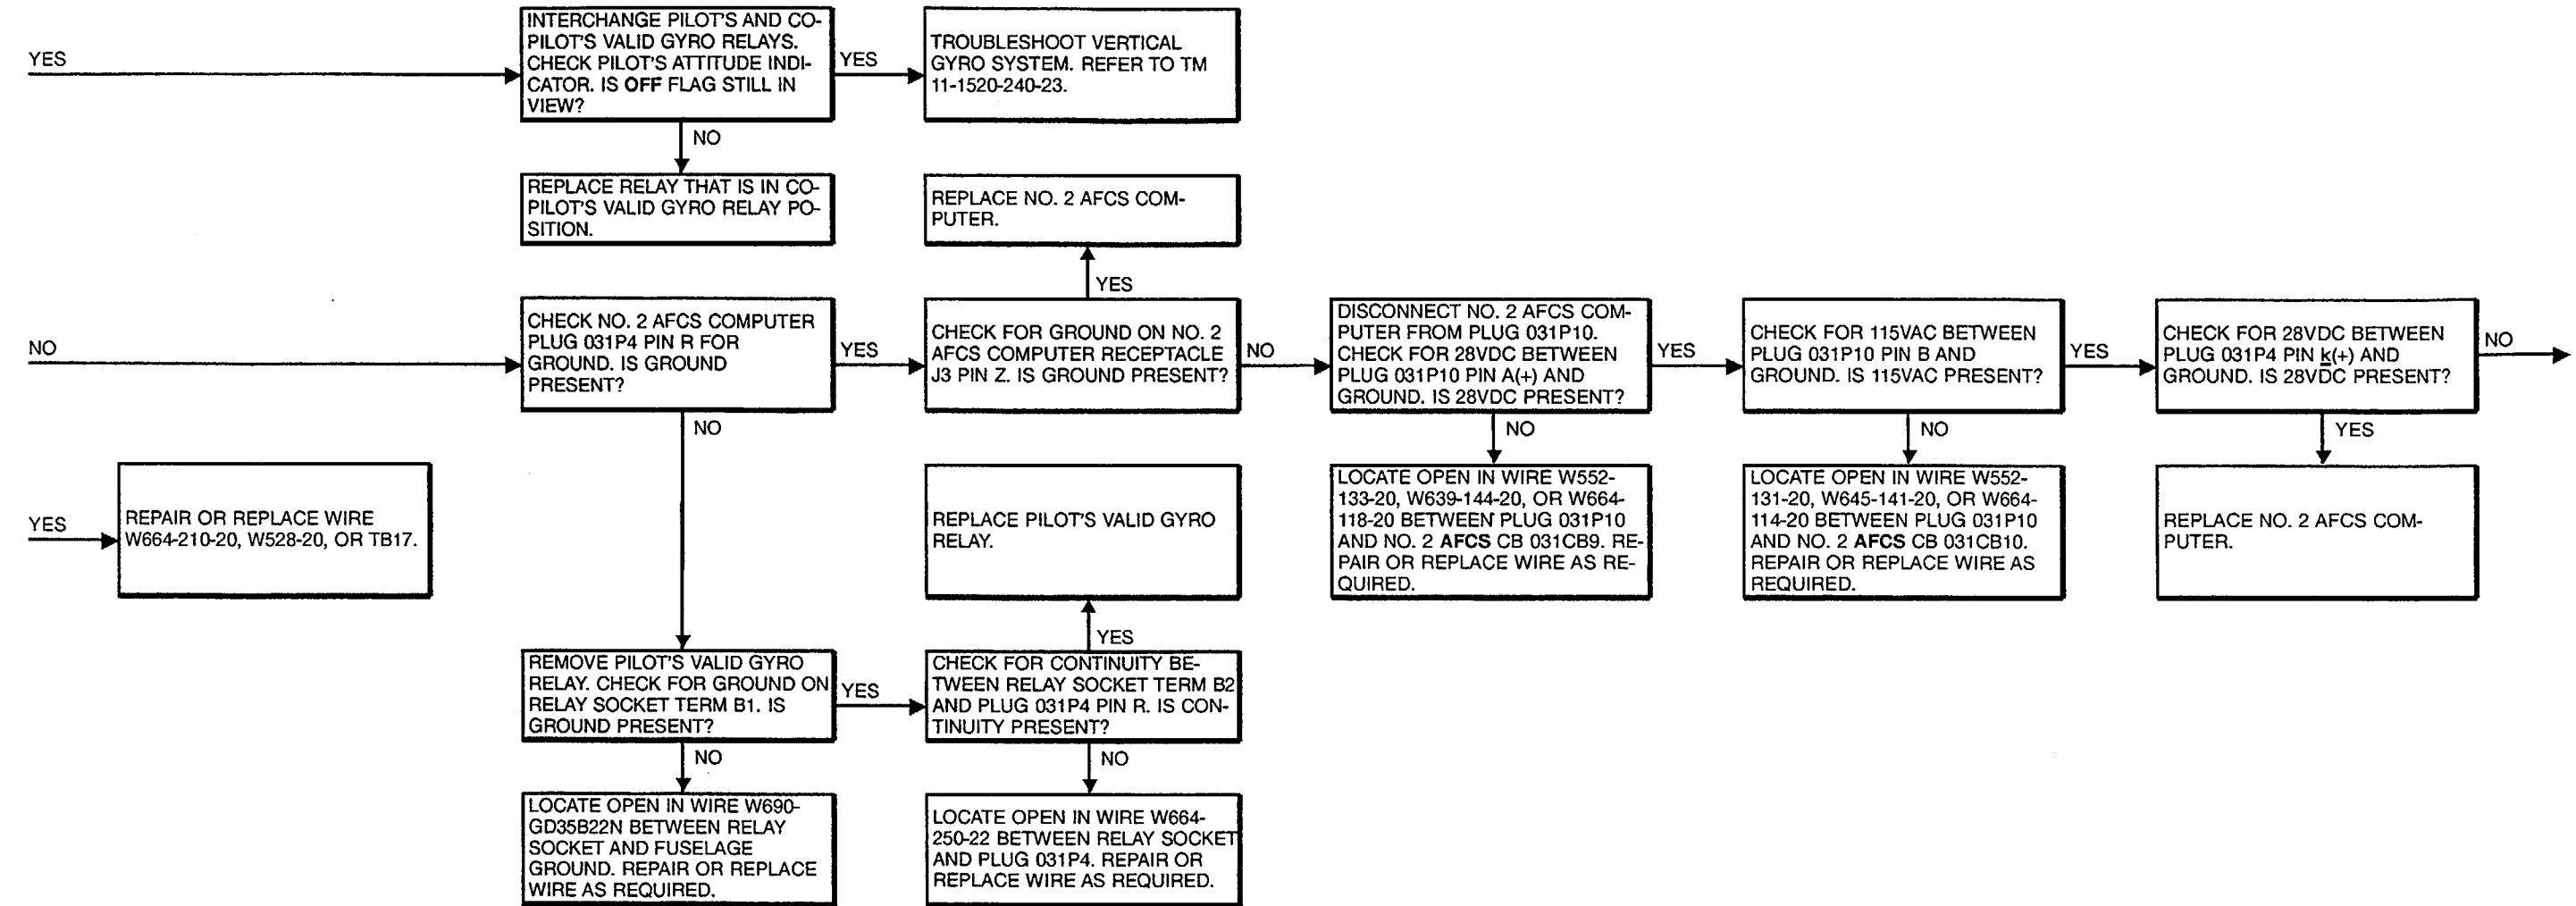 YES
INTERCHANGE PILOT'S AND CO-
PILOT'S VALID GYRO RELAYS.
CHECK PILOT'S ATTITUDE INDI-
CATOR. IS OFF FLAG STILL IN
VIEW?
YES
TROUBLESHOOT VERTICAL
GYRO SYSTEM. REFER TO TM
11-1520-240-23.
NO
REPLACE RELAY THAT IS IN CO-
PILOT'S VALID GYRO RELAY PO-
SITION.
REPLACE NO. 2 AFCS COM-
PUTER.
YES
NO
CHECK NO. 2 AFCS COMPUTER
PLUG 031P4 PIN R FOR
GROUND. IS GROUND
PRESENT?
YES
CHECK FOR GROUND ON NO. 2
AFCS COMPUTER RECEPTACLE
J3 PIN Z. IS GROUND PRESENT?
NO
DISCONNECT NO. 2 AFCS COM-
PUTER FROM PLUG 031P10.
CHECK FOR 28VDC BETWEEN
PLUG 031P10 PIN A(+) AND
GROUND. IS 28VDC PRESENT?
YES
CHECK FOR 115VAC BETWEEN
PLUG 031P10 PIN B AND
GROUND. IS 115VAC PRESENT?
YES
CHECK FOR 28VDC BETWEEN
PLUG 031P4 PIN k(+) AND
GROUND. IS 28VDC PRESENT?
NO
NO
NO
NO
YES
YES
REPAIR OR REPLACE WIRE
W664-210-20, W528-20, OR TB17.
REPLACE PILOT'S VALID GYRO
RELAY.
LOCATE OPEN IN WIRE W552-
133-20, W639-144-20, OR W664-
118-20 BETWEEN PLUG 031P10
AND NO. 2 AFCS CB 031CB9. RE-
PAIR OR REPLACE WIRE AS RE-
QUIRED.
LOCATE OPEN IN WIRE W552-
131-20, W645-141-20, OR W664-
114-20 BETWEEN PLUG 031P10
AND NO. 2 AFCS CB 031CB10.
REPAIR OR REPLACE WIRE AS
REQUIRED.
REPLACE NO. 2 AFCS COM-
PUTER.
YES
REMOVE PILOT'S VALID GYRO
RELAY. CHECK FOR GROUND ON
RELAY SOCKET TERM B1. IS
GROUND PRESENT?
YES
CHECK FOR CONTINUITY BE-
TWEEN RELAY SOCKET TERM B2
AND PLUG 031P4 PIN R. IS CON-
TINUITY PRESENT?
NO
NO
LOCATE OPEN IN WIRE W690-
GD35B22N BETWEEN RELAY
SOCKET AND FUSELAGE
GROUND. REPAIR OR REPLACE
WIRE AS REQUIRED.
LOCATE OPEN IN WIRE W664-
250-22 BETWEEN RELAY SOCKET
AND PLUG 031P4. REPAIR OR
REPLACE WIRE AS REQUIRED.